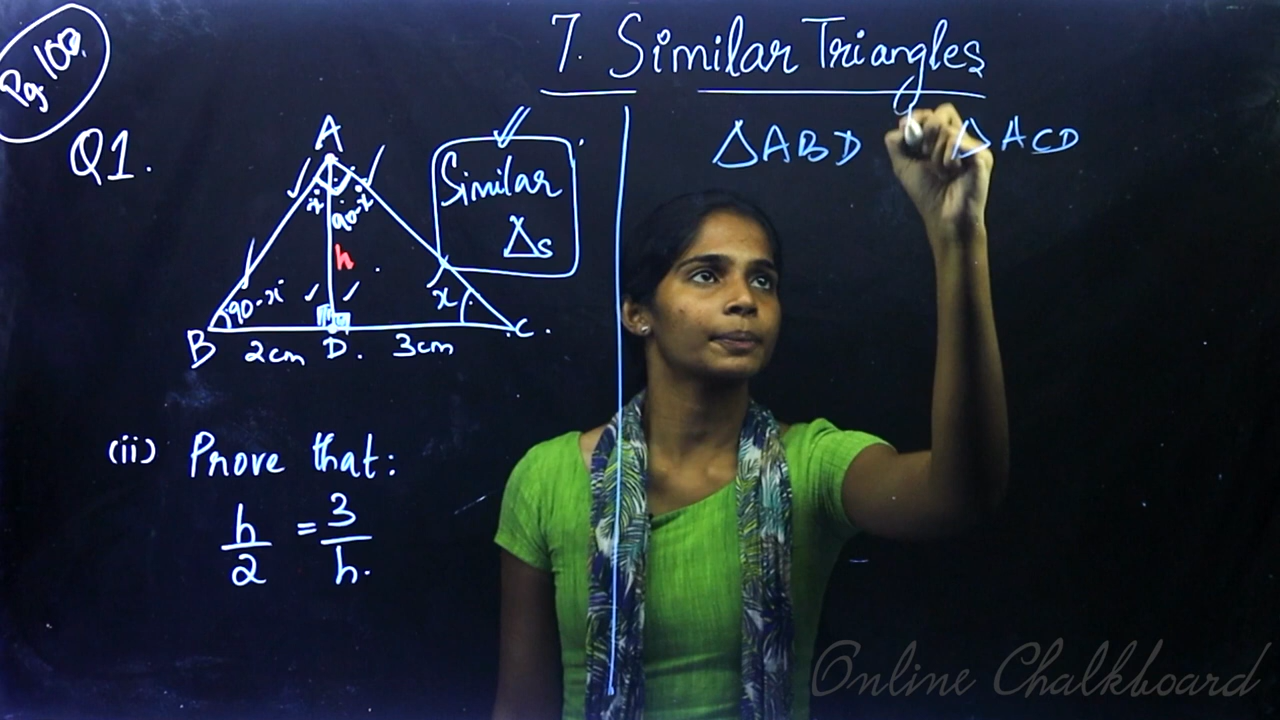 Pg 108.
7. Similar Triangles
Q1.
A
Similar
Δs
x
90-x
h
90-x
x
B 2cm D. 3cm C.
(ii) Prove that:
h/2 = 3/h.
ΔABD ΔACD
Online Chalkboard